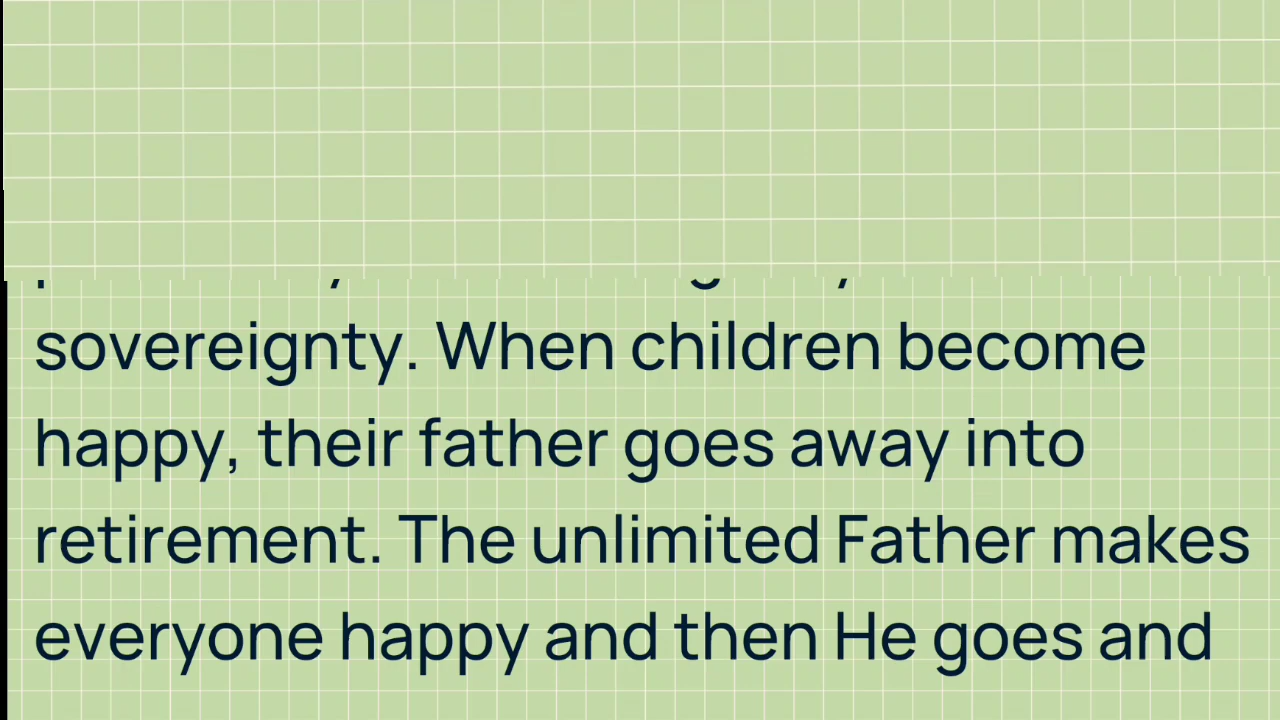 sovereignty. When children become
happy, their father goes away into
retirement. The unlimited Father makes
everyone happy and then He goes and